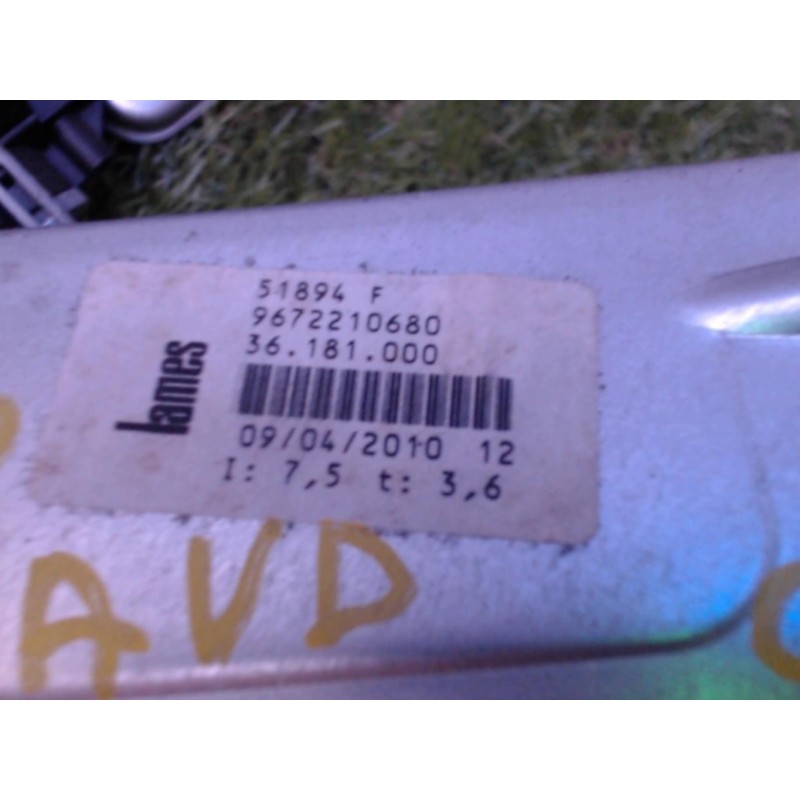 51894 F
9672210680
36.181.000
lames
09/04/2010 12
I: 7,5 t: 3,6
AVD